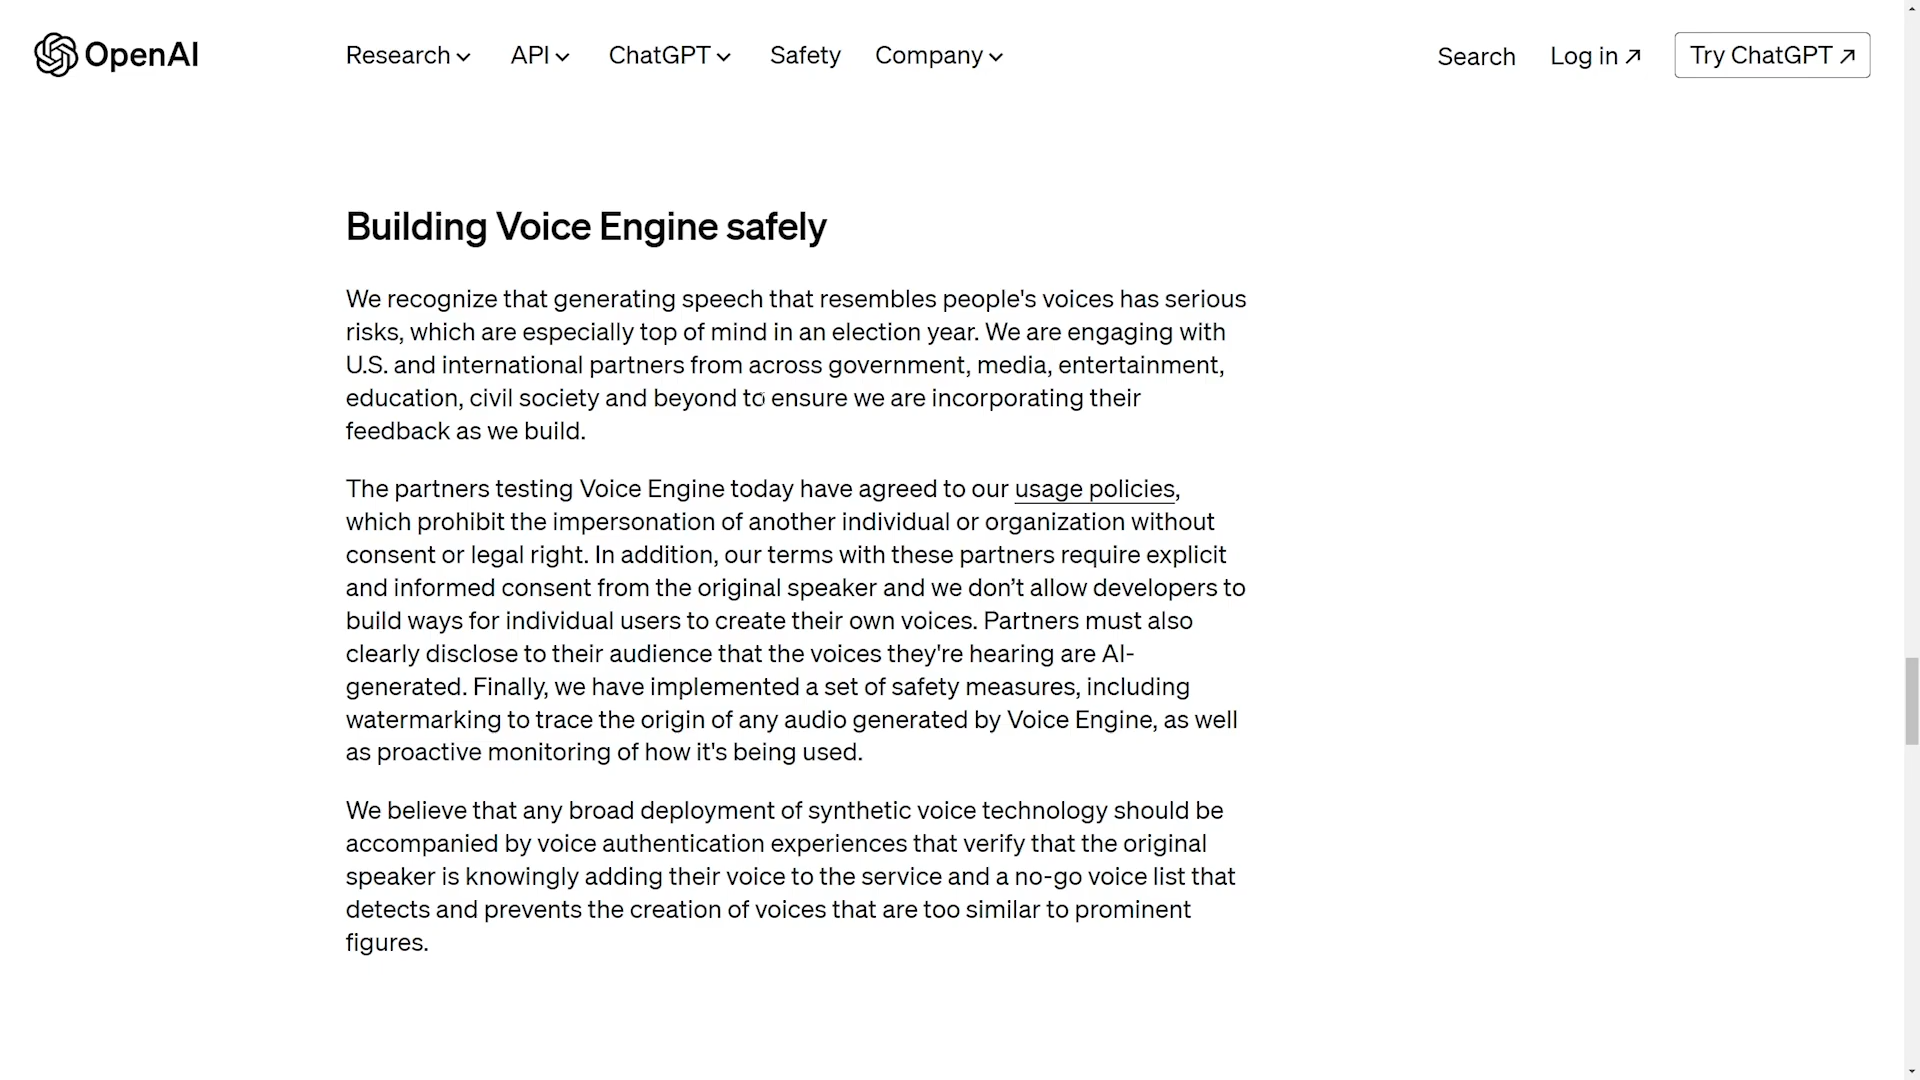 OpenAI
Research API ChatGPT Safety Company Search Log in ↗ Try ChatGPT ↗
Building Voice Engine safely
We recognize that generating speech that resembles people's voices has serious
risks, which are especially top of mind in an election year. We are engaging with
U.S. and international partners from across government, media, entertainment,
education, civil society and beyond to ensure we are incorporating their
feedback as we build.
The partners testing Voice Engine today have agreed to our usage policies,
which prohibit the impersonation of another individual or organization without
consent or legal right. In addition, our terms with these partners require explicit
and informed consent from the original speaker and we don’t allow developers to
build ways for individual users to create their own voices. Partners must also
clearly disclose to their audience that the voices they're hearing are AI-
generated. Finally, we have implemented a set of safety measures, including
watermarking to trace the origin of any audio generated by Voice Engine, as well
as proactive monitoring of how it's being used.
We believe that any broad deployment of synthetic voice technology should be
accompanied by voice authentication experiences that verify that the original
speaker is knowingly adding their voice to the service and a no-go voice list that
detects and prevents the creation of voices that are too similar to prominent
figures.